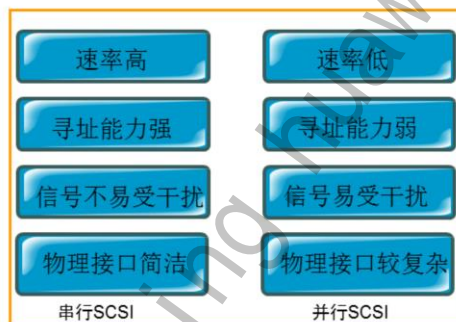 速率高
速率低
寻址能力强
寻址能力弱
信号不易受干扰
信号易受干扰
物理接口简洁
物理接口较复杂
串行SCSI
并行SCSI
ing huaw